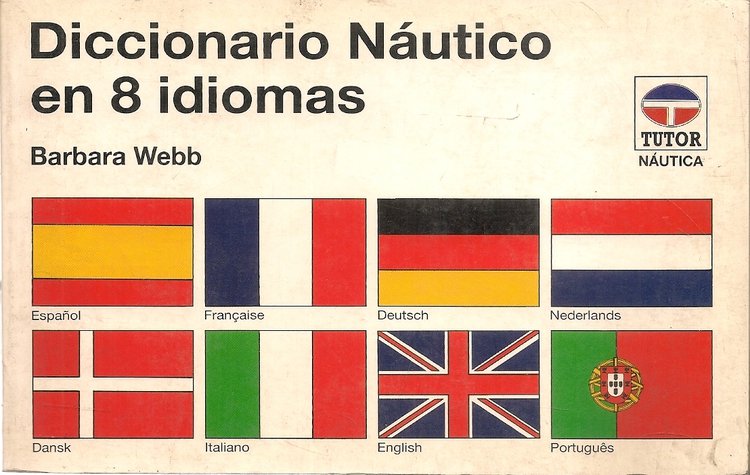 Diccionario Náutico
en 8 idiomas
Barbara Webb
TUTOR
NÁUTICA
Español
Française
Deutsch
Nederlands
Dansk
Italiano
English
Português